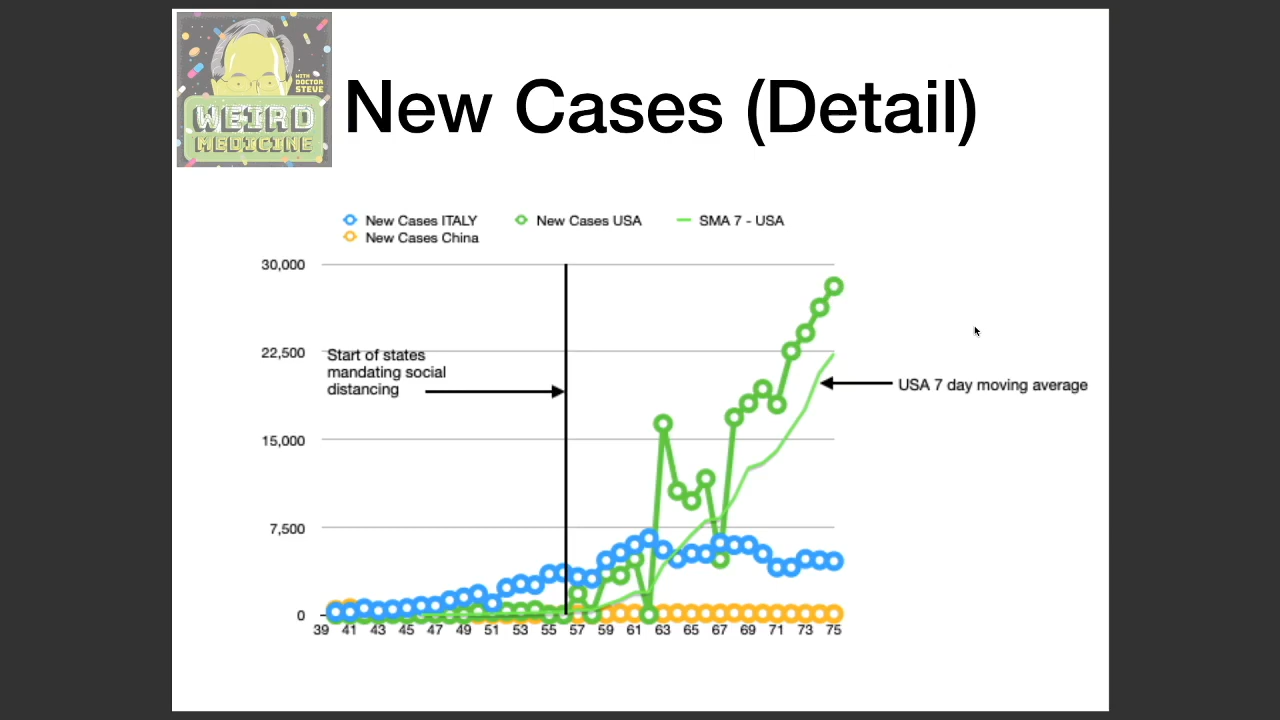 WITH
DOCTOR
STEVE
WEIRD
MEDICINE
New Cases (Detail)
New Cases ITALY
New Cases USA
SMA 7 - USA
New Cases China
30,000
22,500
15,000
7,500
0
Start of states
mandating social
distancing
USA 7 day moving average
39 41 43 45 47 49 51 53 55 57 59 61 63 65 67 69 71 73 75